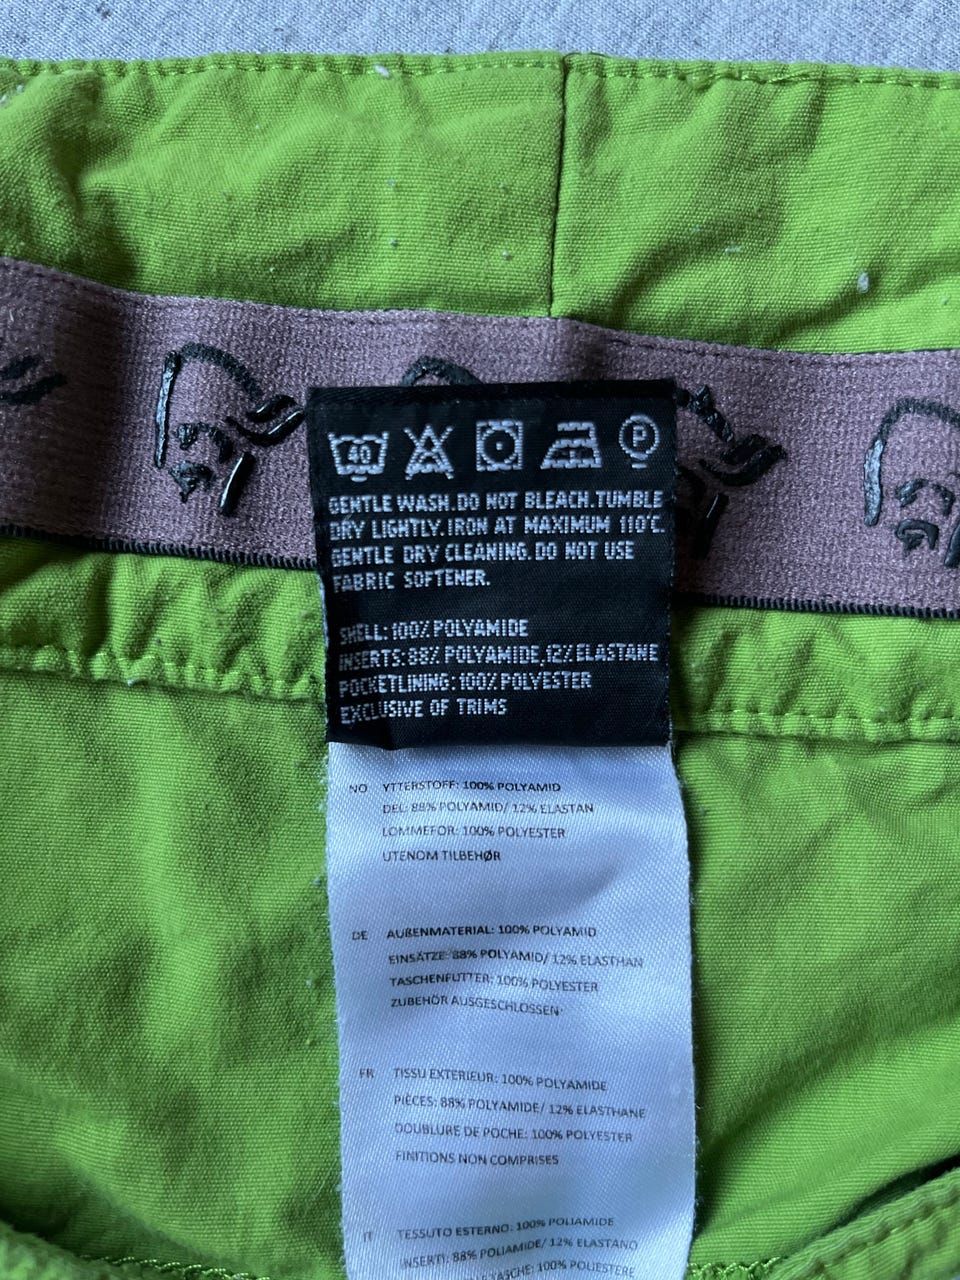 40
P
GENTLE WASH.DO NOT BLEACH.TUMBLE
DRY LIGHTLY.IRON AT MAXIMUM 110°C.
GENTLE DRY CLEANING.DO NOT USE
FABRIC SOFTENER.
SHELL: 100% POLYAMIDE
INSERTS: 88% POLYAMIDE,12% ELASTANE
POCKETLINING: 100% POLYESTER
EXCLUSIVE OF TRIMS
NO YTTERSTOFF: 100% POLYAMID
DEL: 88% POLYAMID/ 12% ELASTAN
LOMMEFOR: 100% POLYESTER
UTENOM TILBEHØR
DE AUßENMATERIAL: 100% POLYAMID
EINSÄTZE: 88% POLYAMID/ 12% ELASTHAN
TASCHENFUTTER: 100% POLYESTER
ZUBEHÖR AUSGESCHLOSSEN
FR TISSU EXTERIEUR: 100% POLYAMIDE
PIÈCES: 88% POLYAMIDE/ 12% ELASTHANE
DOUBLURE DE POCHE: 100% POLYESTER
FINITIONS NON COMPRISES
IT TESSUTO ESTERNO: 100% POLIAMIDE
INSERTI: 88% POLIAMIDE/ 12% ELASTANO
TASCHE: 100% POLIESTERE